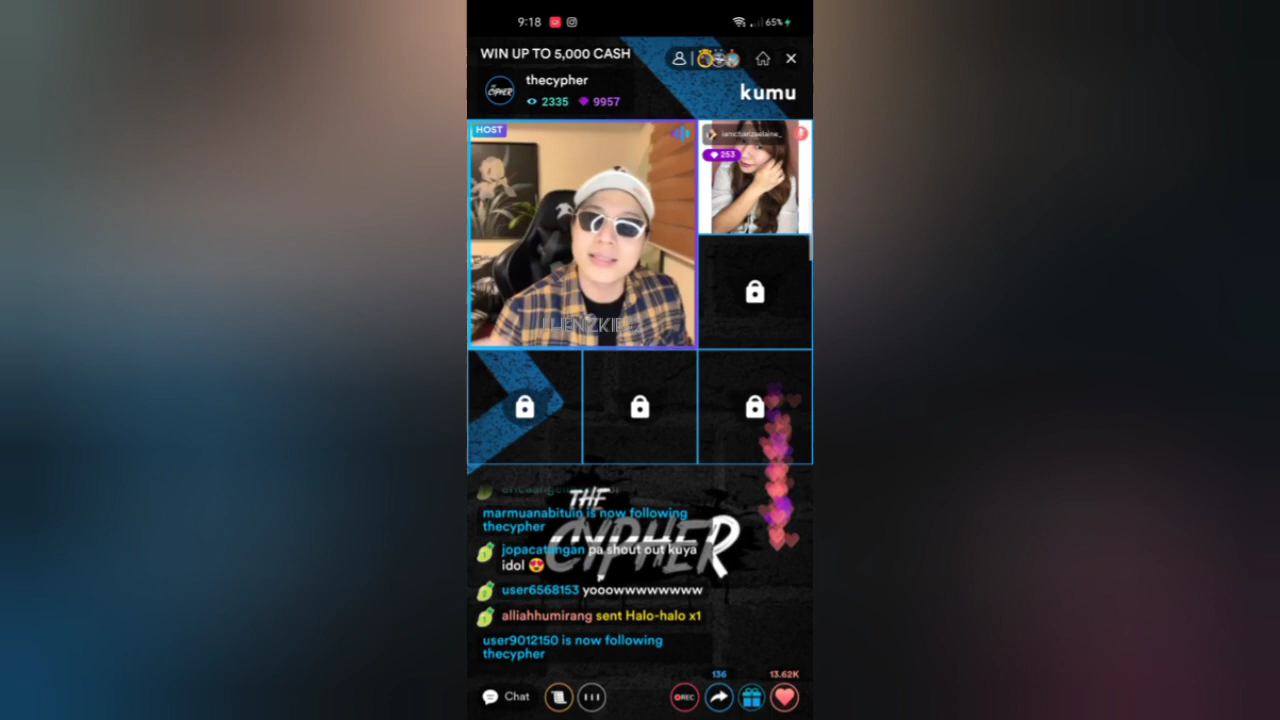 9:18
65%
WIN UP TO 5,000 CASH
thecypher
2335 9957
kumu
HOST
253
THE
CYPHER
marmuanabituin is now following
thecypher
jopacatangan pa shout out kuya
idol 😍
user6568153 yooowwwwwwww
alliahhumirang sent Halo-halo x1
user9012150 is now following
thecypher
136
13.62K
Chat
REC